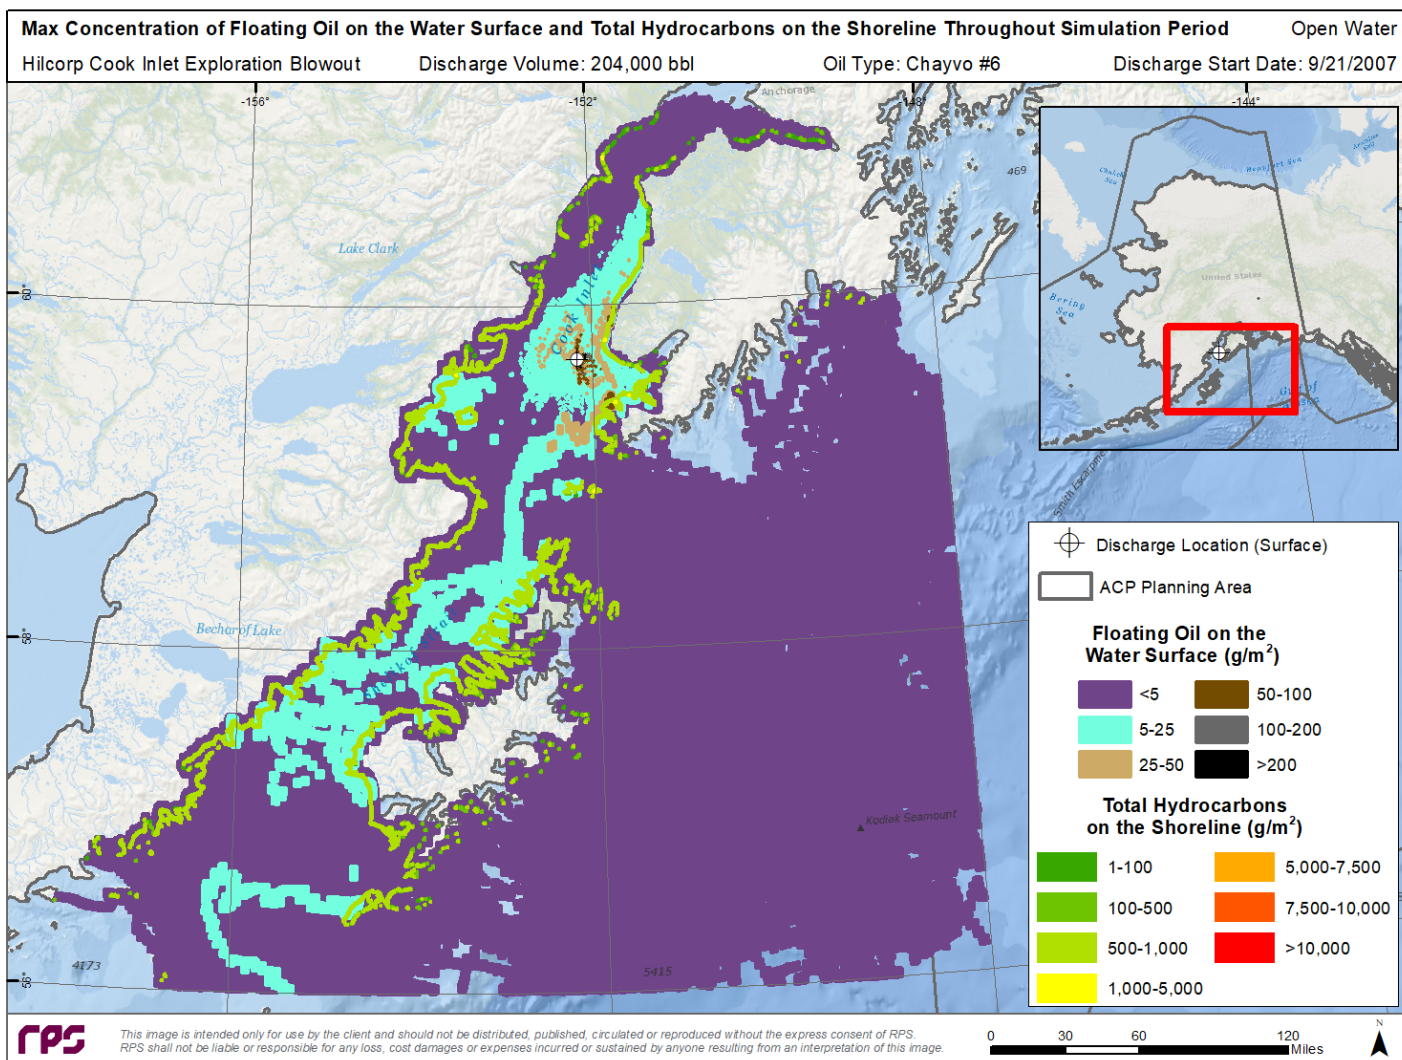 Max Concentration of Floating Oil on the Water Surface and Total Hydrocarbons on the Shoreline Throughout Simulation Period
Open Water
Hilcorp Cook Inlet Exploration Blowout
Discharge Volume: 204,000 bbl
Oil Type: Chayvo #6
Discharge Start Date: 9/21/2007
-156°
-152°
-148°
-144°
Anchorage
469
Lake Clark
Cook Inlet
60°
Becharof Lake
58°
Kodiak Seamount
4173
5415
56°
Smith Escarpme
Chukchi
Sea
Beaufort Sea
United States
Bering
Sea
Gulf of
Discharge Location (Surface)
ACP Planning Area
Floating Oil on the
Water Surface (g/m²)
<5
50-100
5-25
100-200
25-50
>200
Total Hydrocarbons
on the Shoreline (g/m²)
1-100
5,000-7,500
100-500
7,500-10,000
500-1,000
>10,000
1,000-5,000
rps
This image is intended only for use by the client and should not be distributed, published, circulated or reproduced without the express consent of RPS.
RPS shall not be liable or responsible for any loss, cost damages or expenses incurred or sustained by anyone resulting from an interpretation of this image.
0
30
60
120
Miles
N